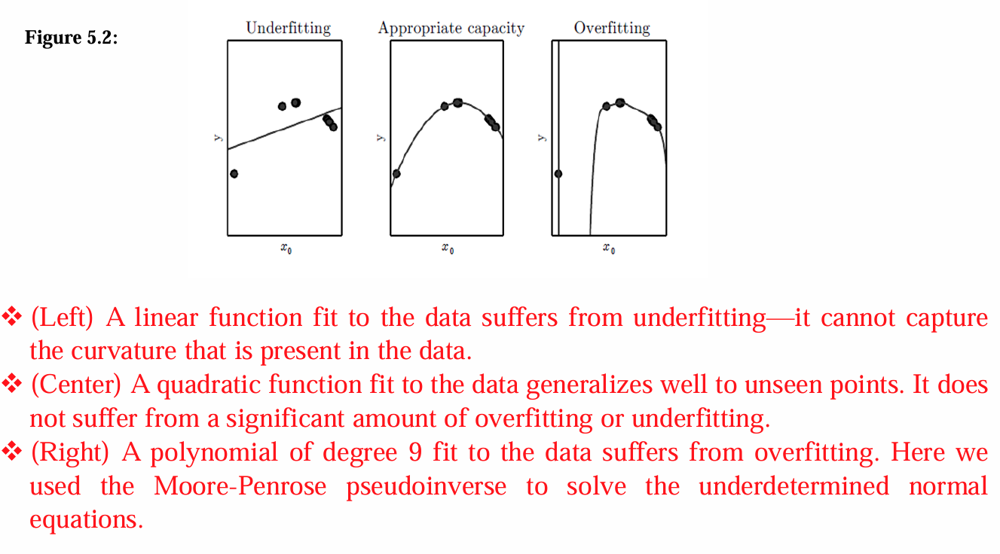 Figure 5.2:
Underfitting Appropriate capacity Overfitting
y y y
x₀ x₀ x₀
❖ (Left) A linear function fit to the data suffers from underfitting—it cannot capture
the curvature that is present in the data.
❖ (Center) A quadratic function fit to the data generalizes well to unseen points. It does
not suffer from a significant amount of overfitting or underfitting.
❖ (Right) A polynomial of degree 9 fit to the data suffers from overfitting. Here we
used the Moore-Penrose pseudoinverse to solve the underdetermined normal
equations.